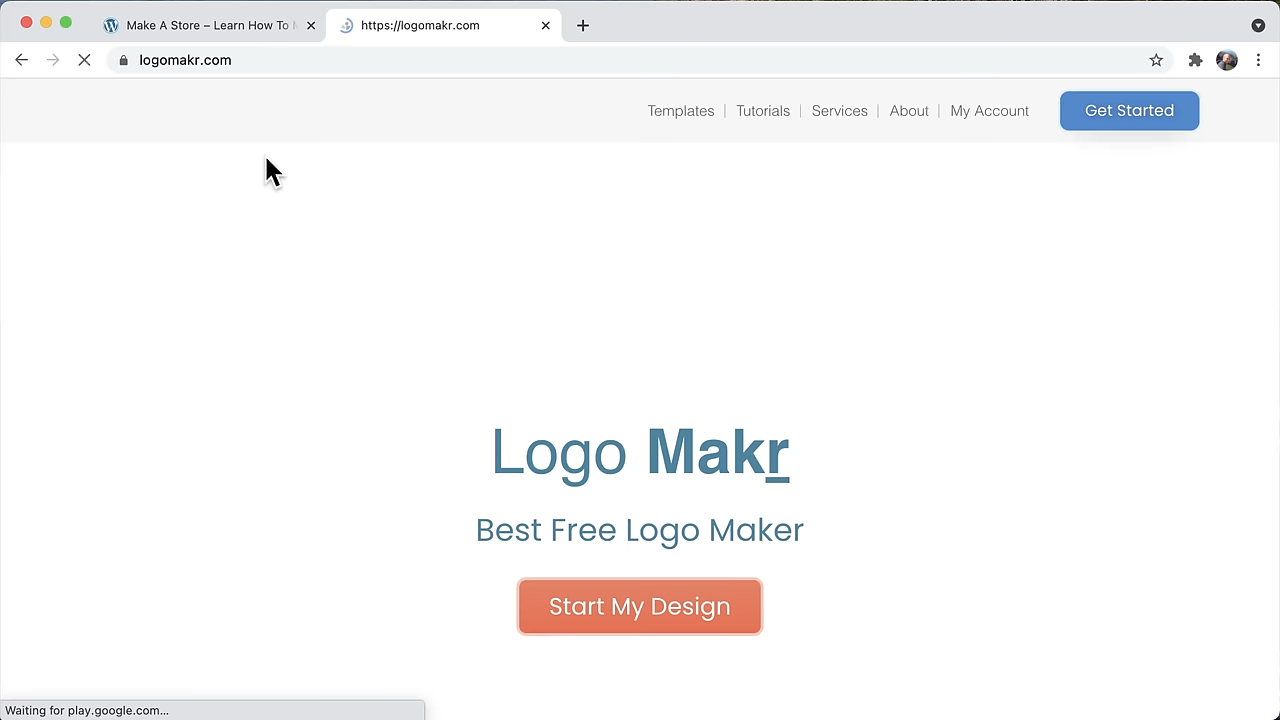 Make A Store – Learn How To
https://logomakr.com
logomakr.com
Templates | Tutorials | Services | About | My Account
Get Started
Logo Makr
Best Free Logo Maker
Start My Design
Waiting for play.google.com...